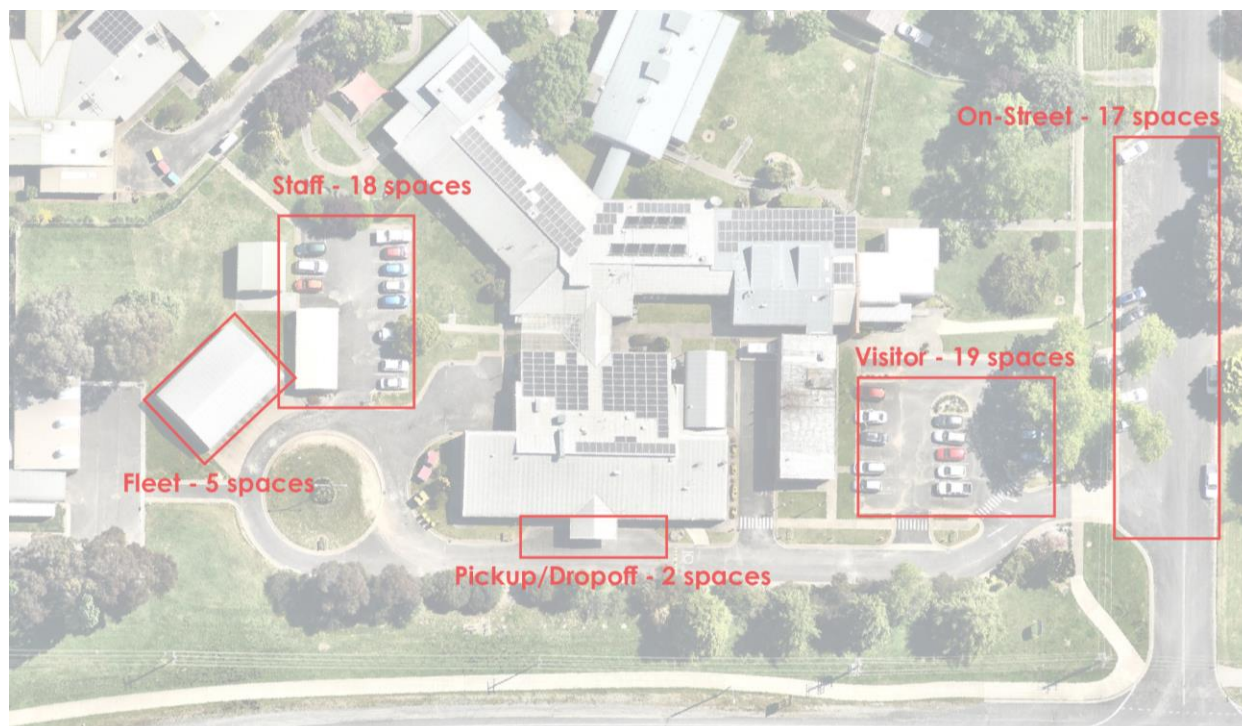 On-Street - 17 spaces
Staff - 18 spaces
Visitor - 19 spaces
Fleet - 5 spaces
Pickup/Dropoff - 2 spaces